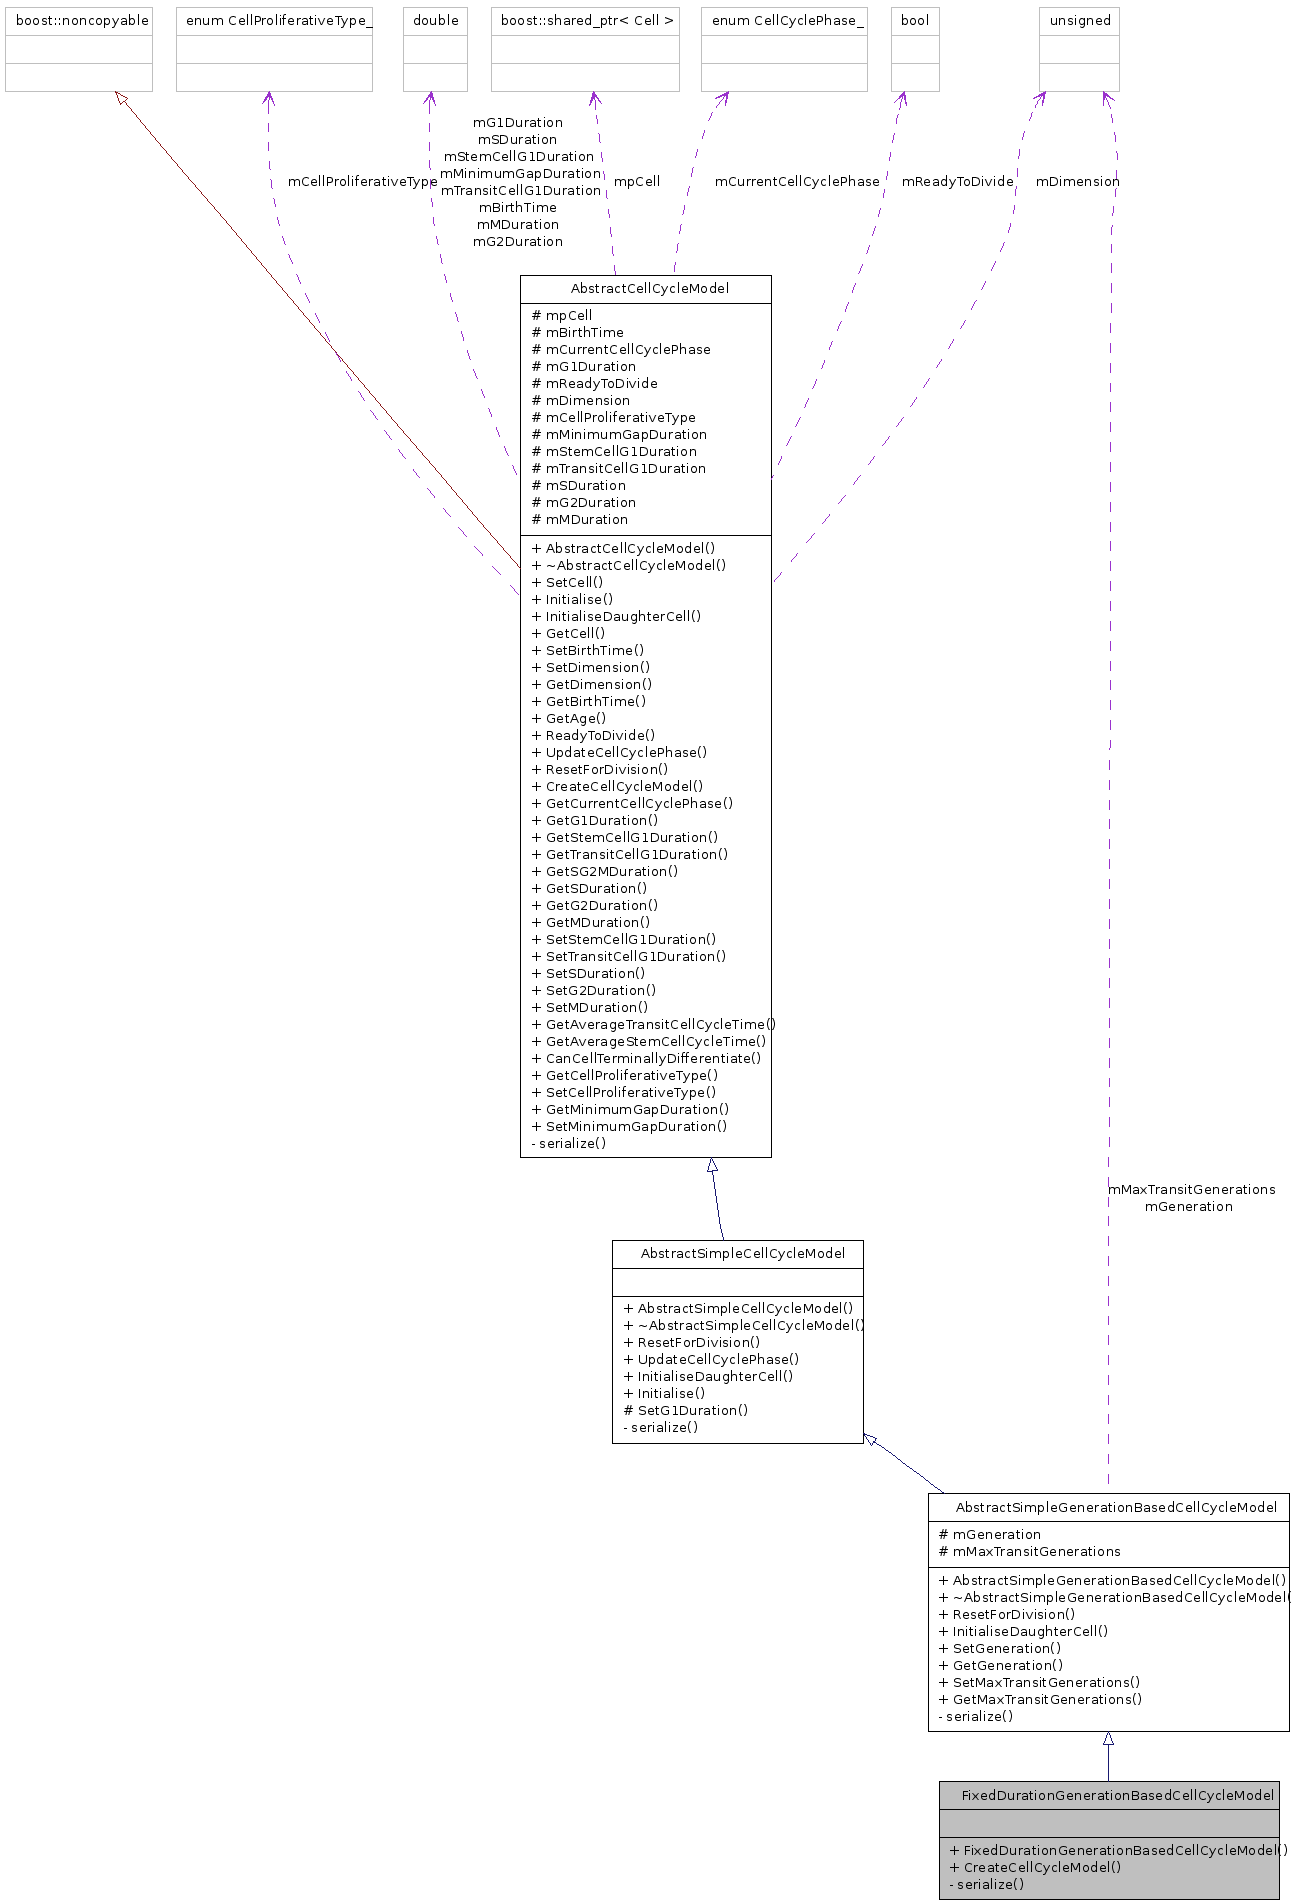 boost::noncopyable
enum CellProliferativeType_
double
boost::shared_ptr< Cell >
enum CellCyclePhase_
bool
unsigned
mCellProliferativeType
mG1Duration
mSDuration
mStemCellG1Duration
mMinimumGapDuration
mTransitCellG1Duration
mBirthTime
mMDuration
mG2Duration
mpCell
mCurrentCellCyclePhase
mReadyToDivide
mDimension
AbstractCellCycleModel
# mpCell
# mBirthTime
# mCurrentCellCyclePhase
# mG1Duration
# mReadyToDivide
# mDimension
# mCellProliferativeType
# mMinimumGapDuration
# mStemCellG1Duration
# mTransitCellG1Duration
# mSDuration
# mG2Duration
# mMDuration
+ AbstractCellCycleModel()
+ ~AbstractCellCycleModel()
+ SetCell()
+ Initialise()
+ InitialiseDaughterCell()
+ GetCell()
+ SetBirthTime()
+ SetDimension()
+ GetDimension()
+ GetBirthTime()
+ GetAge()
+ ReadyToDivide()
+ UpdateCellCyclePhase()
+ ResetForDivision()
+ CreateCellCycleModel()
+ GetCurrentCellCyclePhase()
+ GetG1Duration()
+ GetStemCellG1Duration()
+ GetTransitCellG1Duration()
+ GetSG2MDuration()
+ GetSDuration()
+ GetG2Duration()
+ GetMDuration()
+ SetStemCellG1Duration()
+ SetTransitCellG1Duration()
+ SetSDuration()
+ SetG2Duration()
+ SetMDuration()
+ GetAverageTransitCellCycleTime()
+ GetAverageStemCellCycleTime()
+ CanCellTerminallyDifferentiate()
+ GetCellProliferativeType()
+ SetCellProliferativeType()
+ GetMinimumGapDuration()
+ SetMinimumGapDuration()
- serialize()
mMaxTransitGenerations
mGeneration
AbstractSimpleCellCycleModel
+ AbstractSimpleCellCycleModel()
+ ~AbstractSimpleCellCycleModel()
+ ResetForDivision()
+ UpdateCellCyclePhase()
+ InitialiseDaughterCell()
+ Initialise()
# SetG1Duration()
- serialize()
AbstractSimpleGenerationBasedCellCycleModel
# mGeneration
# mMaxTransitGenerations
+ AbstractSimpleGenerationBasedCellCycleModel()
+ ~AbstractSimpleGenerationBasedCellCycleModel(
+ ResetForDivision()
+ InitialiseDaughterCell()
+ SetGeneration()
+ GetGeneration()
+ SetMaxTransitGenerations()
+ GetMaxTransitGenerations()
- serialize()
FixedDurationGenerationBasedCellCycleModel
+ FixedDurationGenerationBasedCellCycleModel()
+ CreateCellCycleModel()
- serialize()